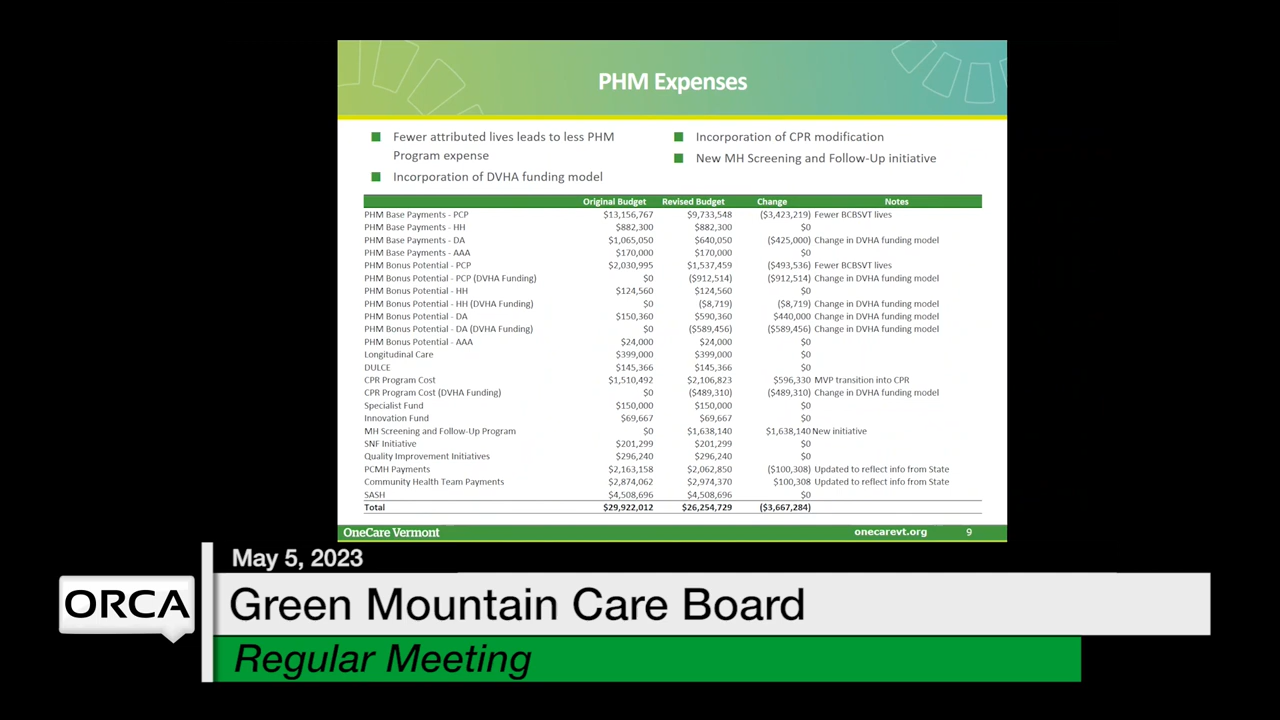 PHM Expenses
Fewer attributed lives leads to less PHM
Program expense
Incorporation of DVHA funding model
Incorporation of CPR modification
New MH Screening and Follow-Up initiative
Original Budget Revised Budget Change Notes
PHM Base Payments - PCP $13,156,767 $9,733,548 ($3,423,219) Fewer BCBSVT lives
PHM Base Payments - HH $882,300 $882,300 $0
PHM Base Payments - DA $1,065,050 $640,050 ($425,000) Change in DVHA funding model
PHM Base Payments - AAA $170,000 $170,000 $0
PHM Bonus Potential - PCP $2,030,995 $1,537,459 ($493,536) Fewer BCBSVT lives
PHM Bonus Potential - PCP (DVHA Funding) $0 ($912,514) ($912,514) Change in DVHA funding model
PHM Bonus Potential - HH $124,560 $124,560 $0
PHM Bonus Potential - HH (DVHA Funding) $0 ($8,719) ($8,719) Change in DVHA funding model
PHM Bonus Potential - DA $150,360 $590,360 $440,000 Change in DVHA funding model
PHM Bonus Potential - DA (DVHA Funding) $0 ($589,456) ($589,456) Change in DVHA funding model
PHM Bonus Potential - AAA $24,000 $24,000 $0
Longitudinal Care $399,000 $399,000 $0
DULCE $145,366 $145,366 $0
CPR Program Cost $1,510,492 $2,106,823 $596,330 MVP transition into CPR
CPR Program Cost (DVHA Funding) $0 ($489,310) ($489,310) Change in DVHA funding model
Specialist Fund $150,000 $150,000 $0
Innovation Fund $69,667 $69,667 $0
MH Screening and Follow-Up Program $0 $1,638,140 $1,638,140 New initiative
SNF Initiative $201,299 $201,299 $0
Quality Improvement Initiatives $296,240 $296,240 $0
PCMH Payments $2,163,158 $2,062,850 ($100,308) Updated to reflect info from State
Community Health Team Payments $2,874,062 $2,974,370 $100,308 Updated to reflect info from State
SASH $4,508,696 $4,508,696 $0
Total $29,922,012 $26,254,729 ($3,667,284)
OneCare Vermont onecarevt.org 9
May 5, 2023
ORCA
Green Mountain Care Board
Regular Meeting